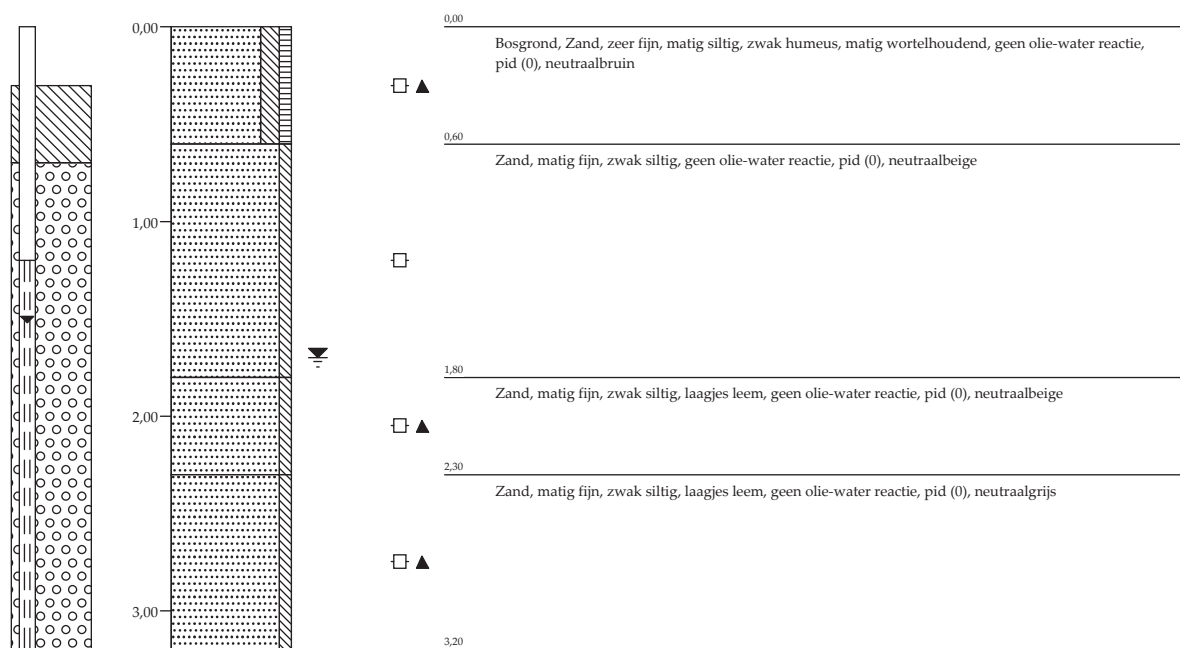 0,00
1,00
2,00
3,00
0,00
Bosgrond, Zand, zeer fijn, matig siltig, zwak humeus, matig wortelhoudend, geen olie-water reactie,
pid (0), neutraalbruin
0,60
Zand, matig fijn, zwak siltig, geen olie-water reactie, pid (0), neutraalbeige
1,80
Zand, matig fijn, zwak siltig, laagjes leem, geen olie-water reactie, pid (0), neutraalbeige
2,30
Zand, matig fijn, zwak siltig, laagjes leem, geen olie-water reactie, pid (0), neutraalgrijs
3,20